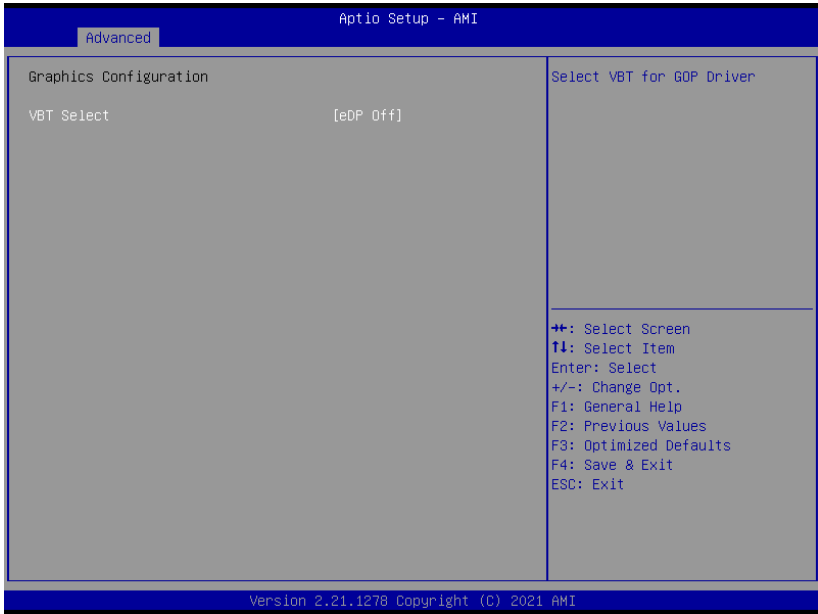 Aptio Setup – AMI
Advanced
Graphics Configuration
VBT Select [eDP Off]
Select VBT for GOP Driver
→←: Select Screen
↑↓: Select Item
Enter: Select
+/-: Change Opt.
F1: General Help
F2: Previous Values
F3: Optimized Defaults
F4: Save & Exit
ESC: Exit
Version 2.21.1278 Copyright (C) 2021 AMI